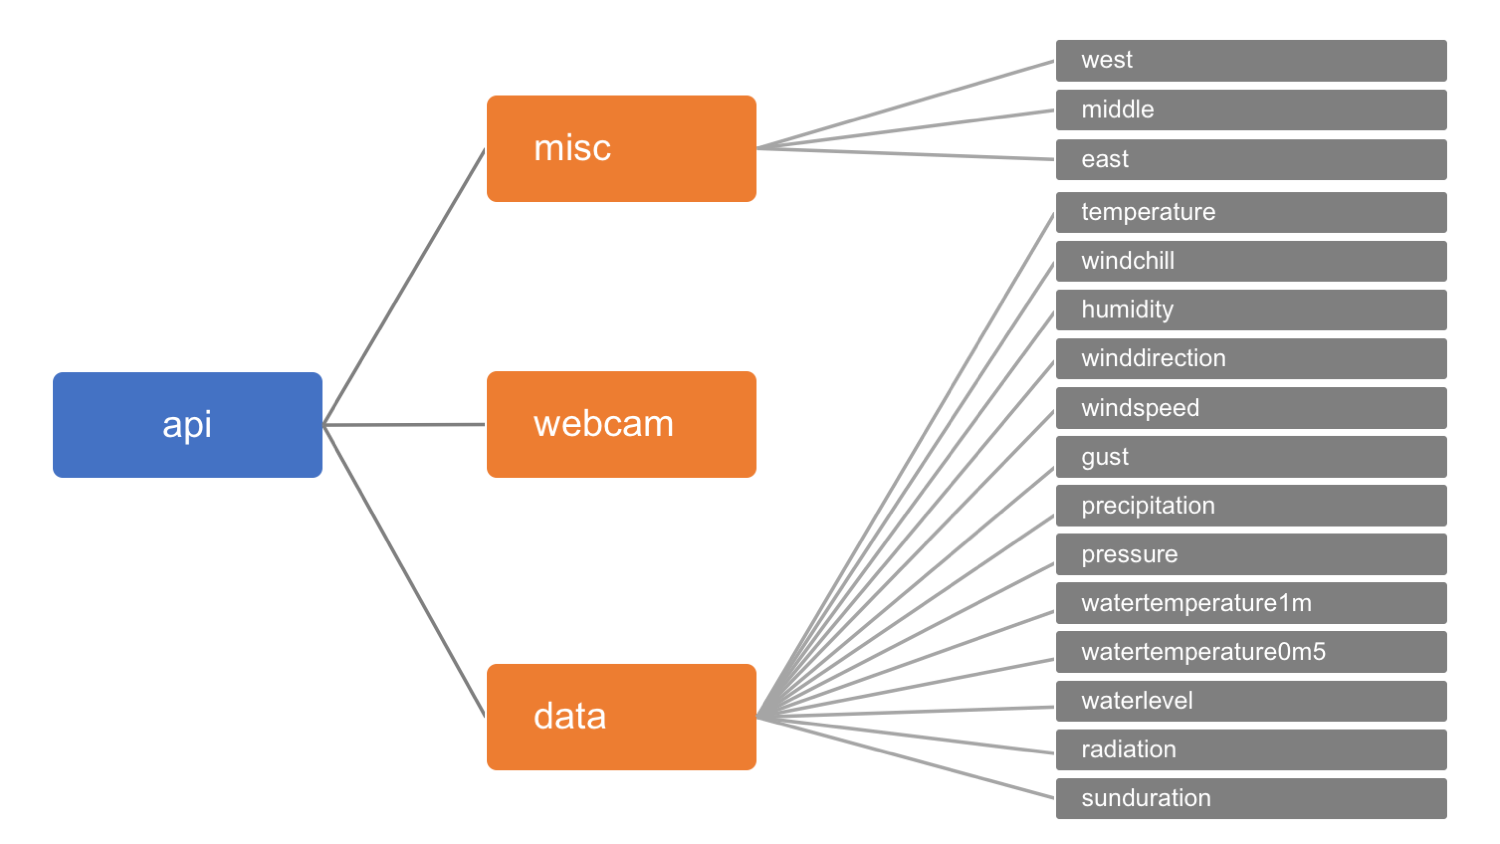 api
misc
webcam
data
west
middle
east
temperature
windchill
humidity
winddirection
windspeed
gust
precipitation
pressure
watertemperature1m
watertemperature0m5
waterlevel
radiation
sunduration